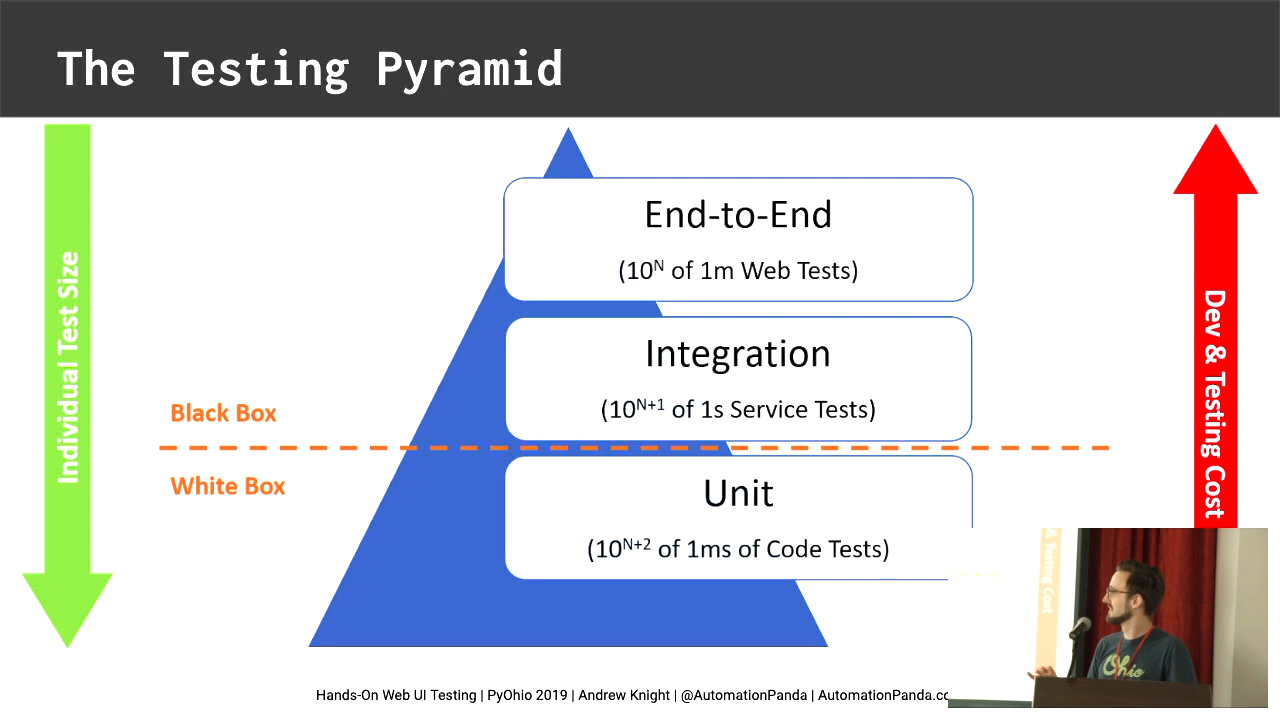 The Testing Pyramid
Individual Test Size
End-to-End
(10^N of 1m Web Tests)
Integration
(10^N+1 of 1s Service Tests)
Black Box
White Box
Unit
(10^N+2 of 1ms of Code Tests)
Dev & Testing Cost
& Testing Cost
Ohio
Hands-On Web UI Testing | PyOhio 2019 | Andrew Knight | @AutomationPanda | AutomationPanda.co